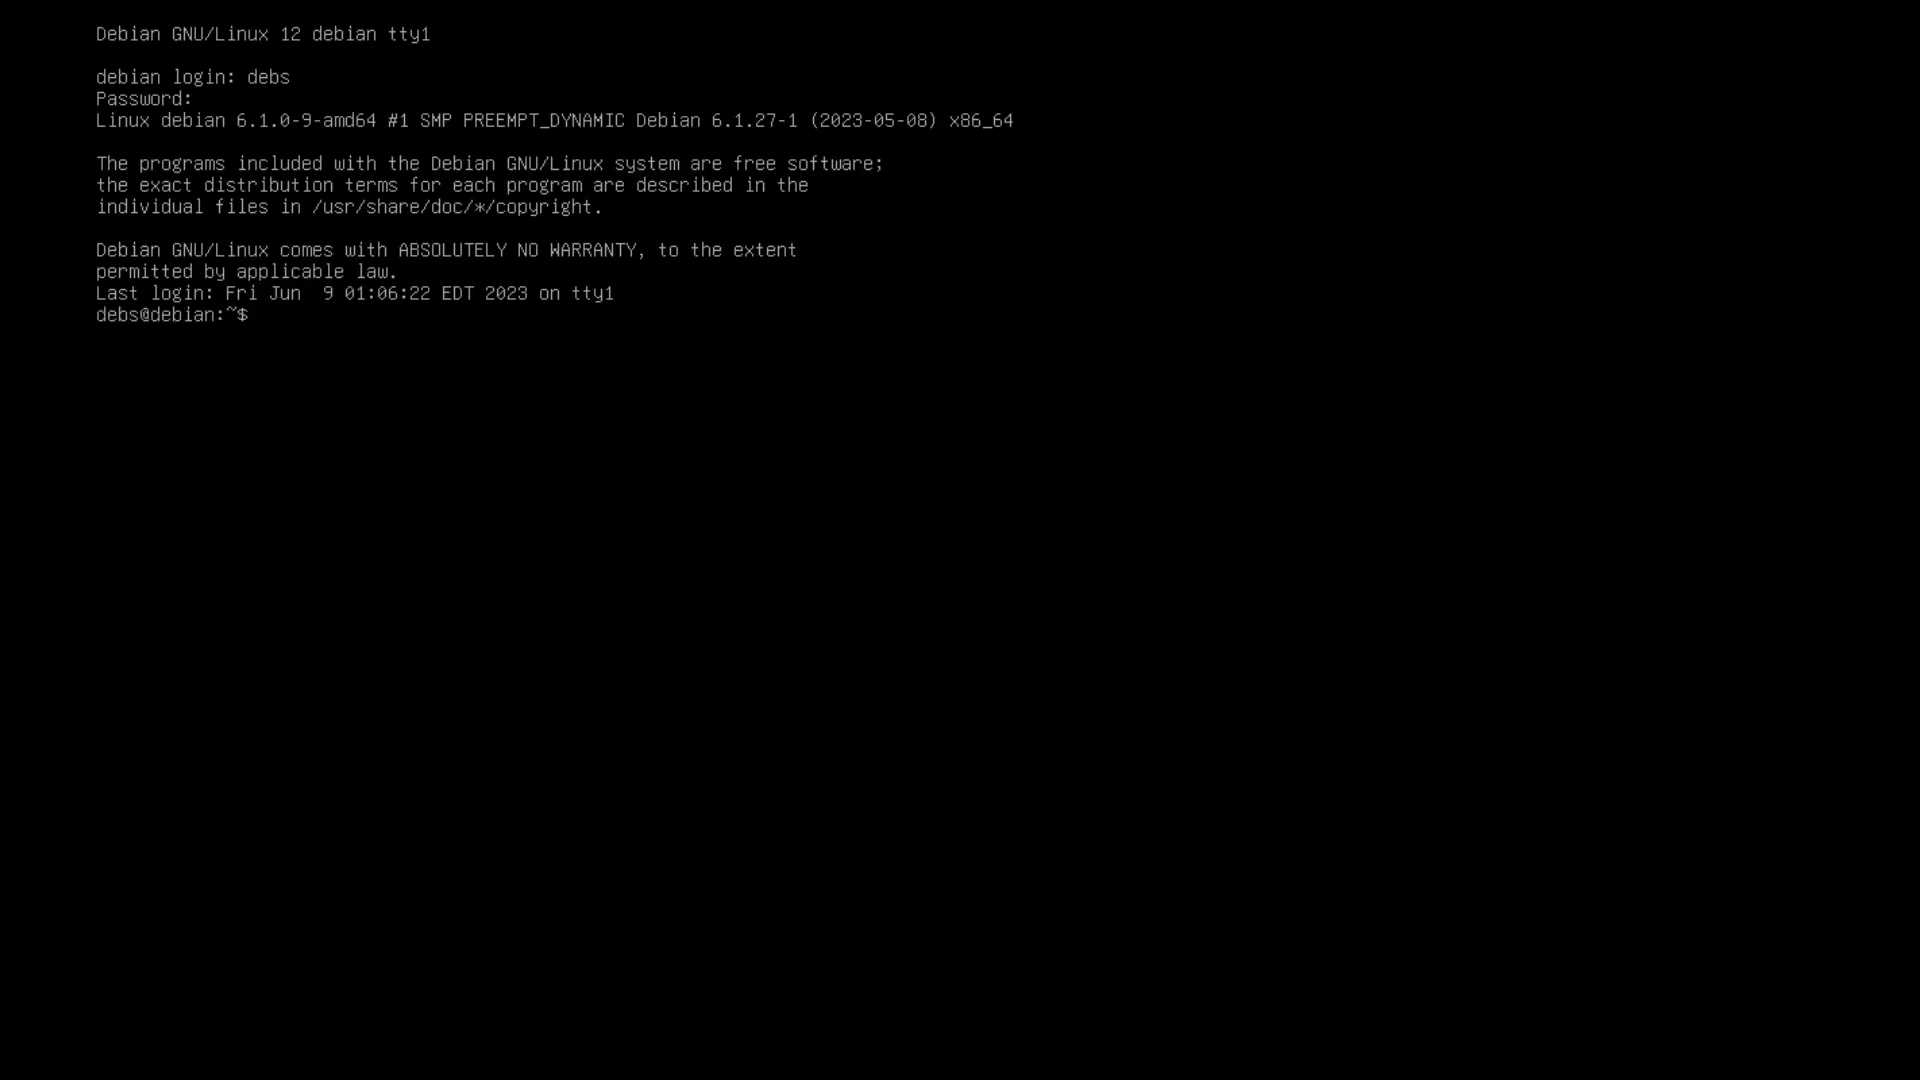 Debian GNU/Linux 12 debian tty1
debian login: debs
Password:
Linux debian 6.1.0-9-amd64 #1 SMP PREEMPT_DYNAMIC Debian 6.1.27-1 (2023-05-08) x86_64
The programs included with the Debian GNU/Linux system are free software;
the exact distribution terms for each program are described in the
individual files in /usr/share/doc/*/copyright.
Debian GNU/Linux comes with ABSOLUTELY NO WARRANTY, to the extent
permitted by applicable law.
Last login: Fri Jun  9 01:06:22 EDT 2023 on tty1
debs@debian:~$